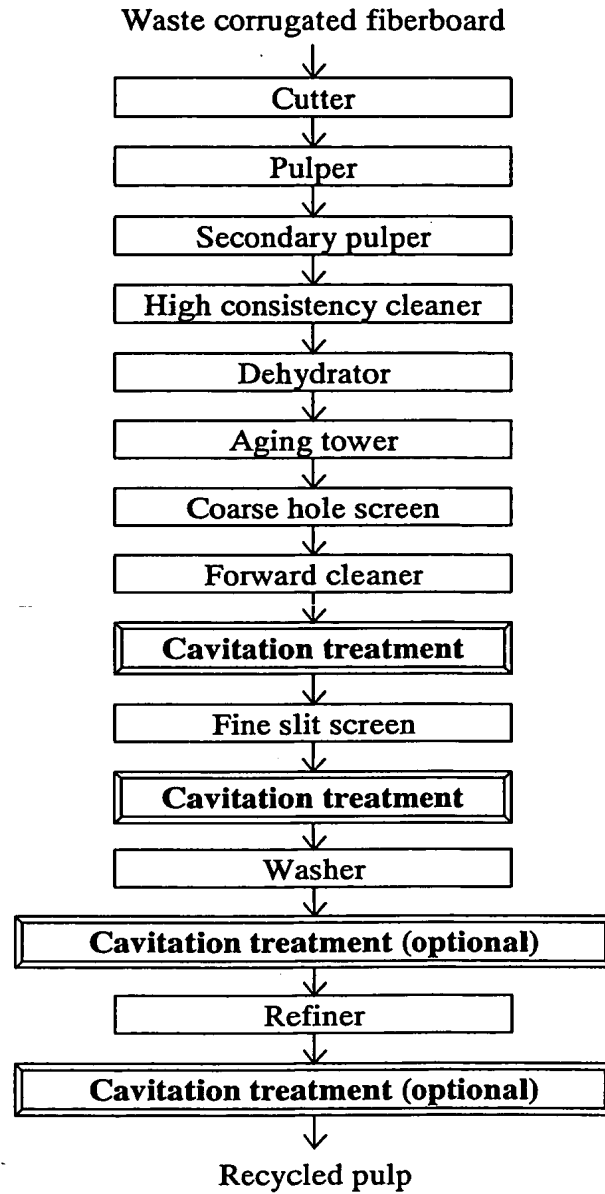 Waste corrugated fiberboard
Cutter
Pulper
Secondary pulper
High consistency cleaner
Dehydrator
Aging tower
Coarse hole screen
Forward cleaner
Cavitation treatment
Fine slit screen
Cavitation treatment
Washer
Cavitation treatment (optional)
Refiner
Cavitation treatment (optional)
Recycled pulp